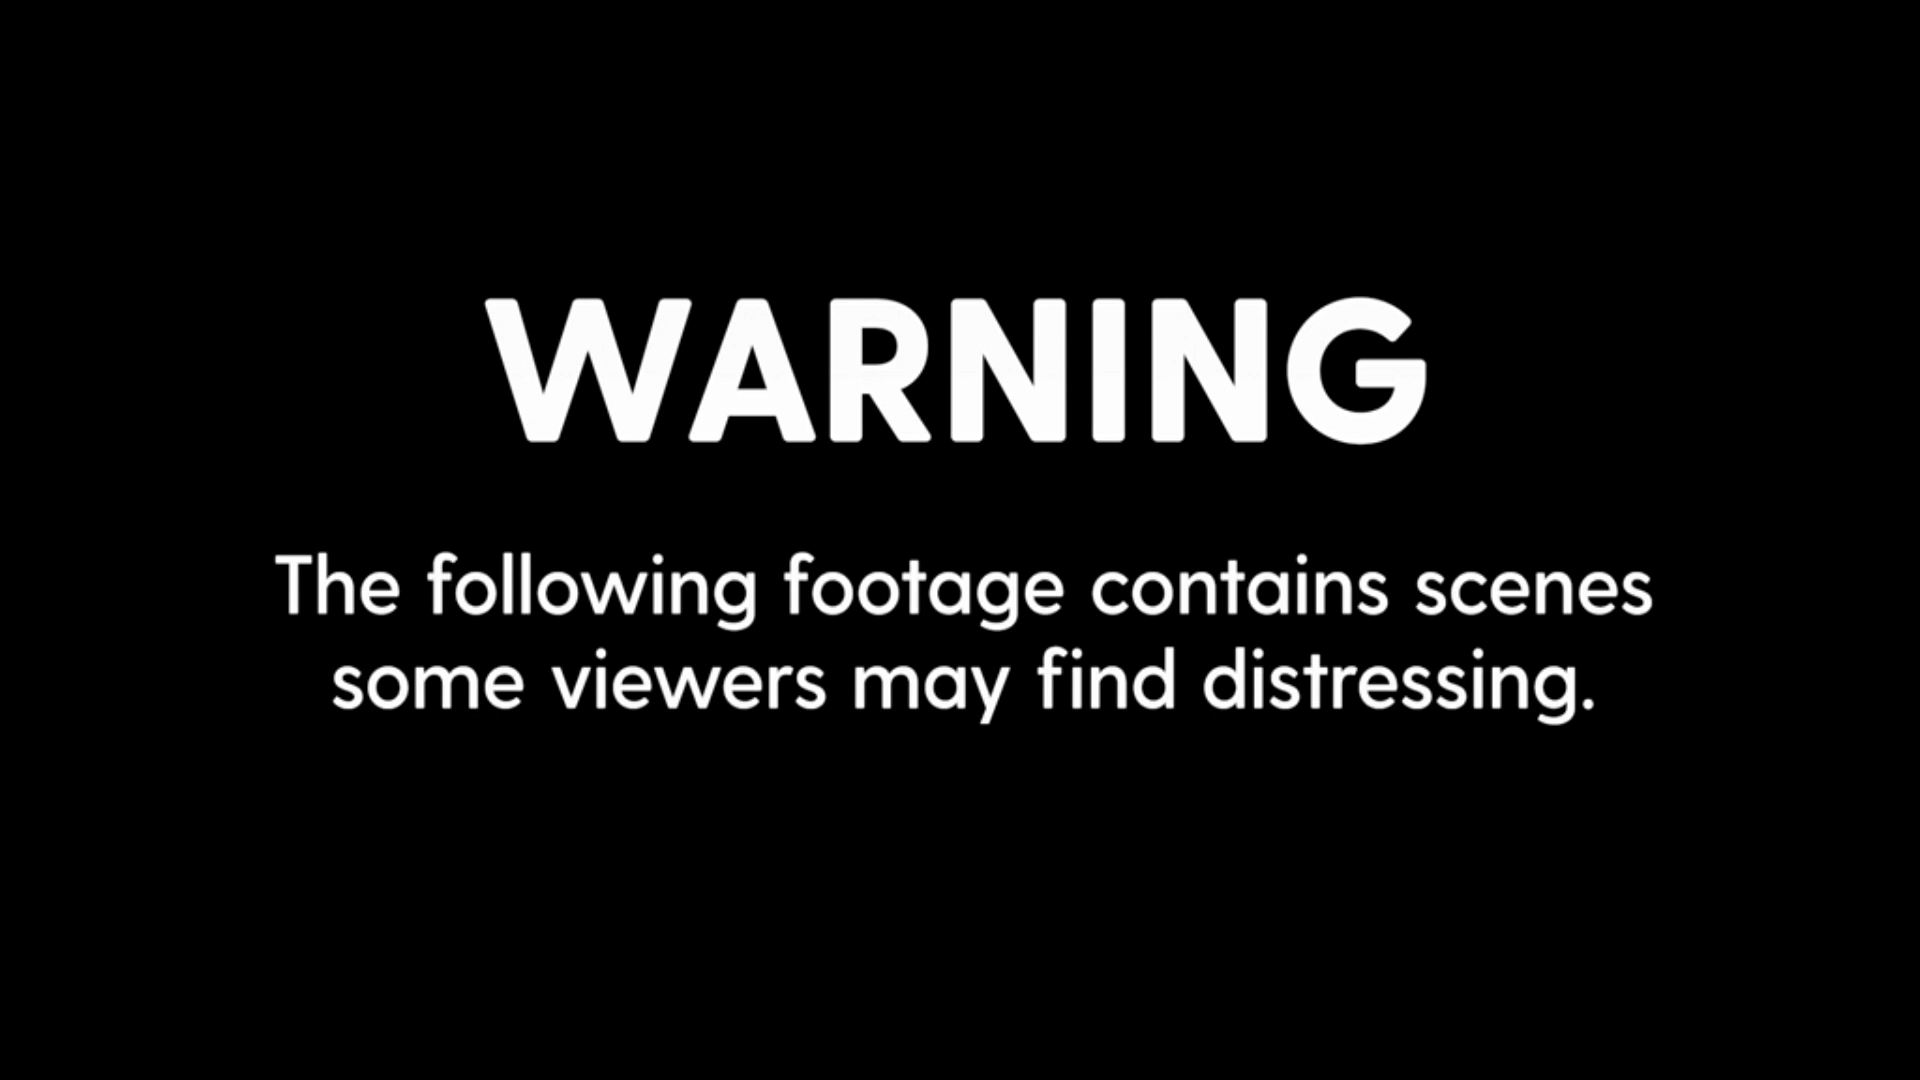 WARNING
The following footage contains scenes
some viewers may find distressing.